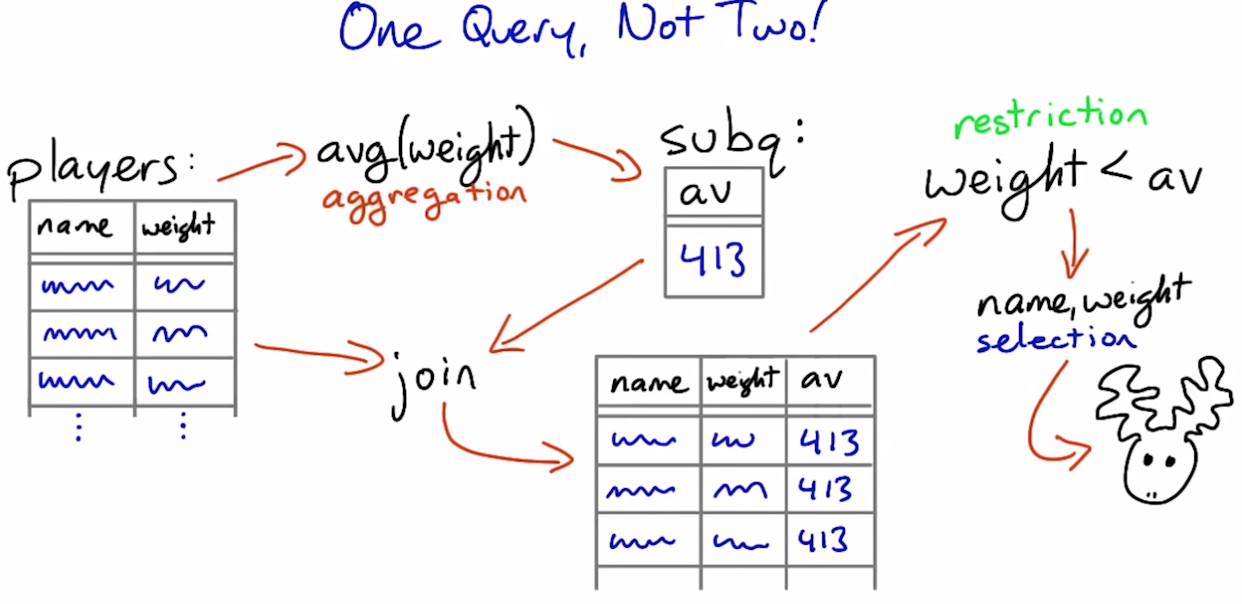 One Query, Not Two!
players:
name weight
avg(weight)
aggregation
subq:
av
413
join
name weight av
413
413
413
restriction
weight < av
name, weight
selection